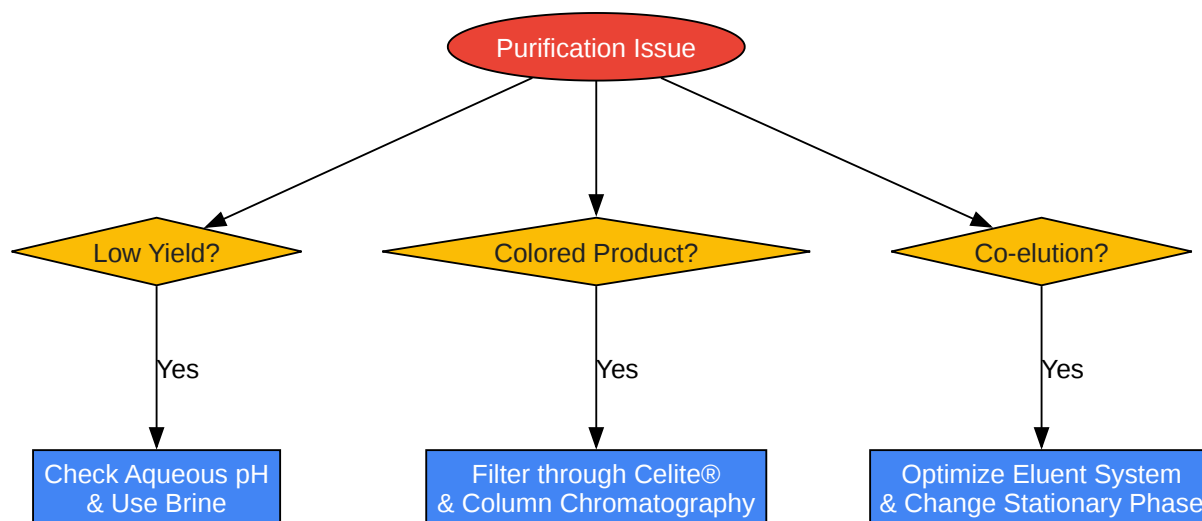 Purification Issue
Low Yield?
Colored Product?
Co-elution?
Yes
Yes
Yes
Check Aqueous pH
& Use Brine
Filter through Celite®
& Column Chromatography
Optimize Eluent System
& Change Stationary Phase